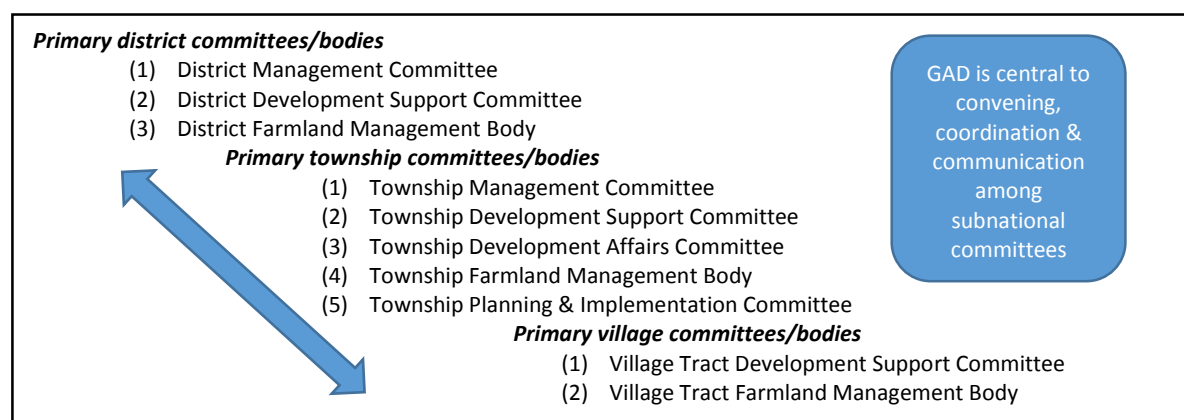 Primary district committees/bodies
(1) District Management Committee
(2) District Development Support Committee
(3) District Farmland Management Body
Primary township committees/bodies
(1) Township Management Committee
(2) Township Development Support Committee
(3) Township Development Affairs Committee
(4) Township Farmland Management Body
(5) Township Planning & Implementation Committee
Primary village committees/bodies
(1) Village Tract Development Support Committee
(2) Village Tract Farmland Management Body
GAD is central to
convening,
coordination &
communication
among
subnational
committees